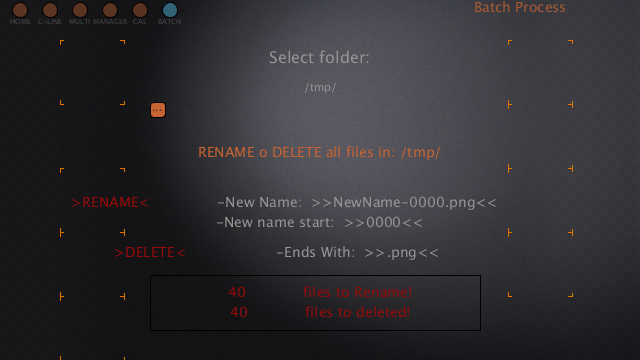 Batch Process
HOME C-LINE MULTI MANAGER CAL BATCH
Select folder:
/tmp/
...
RENAME o DELETE all files in: /tmp/
>RENAME< -New Name: >>NewName-0000.png<<
-New name start: >>0000<<
>DELETE< -Ends With: >>.png<<
40 files to Rename!
40 files to deleted!